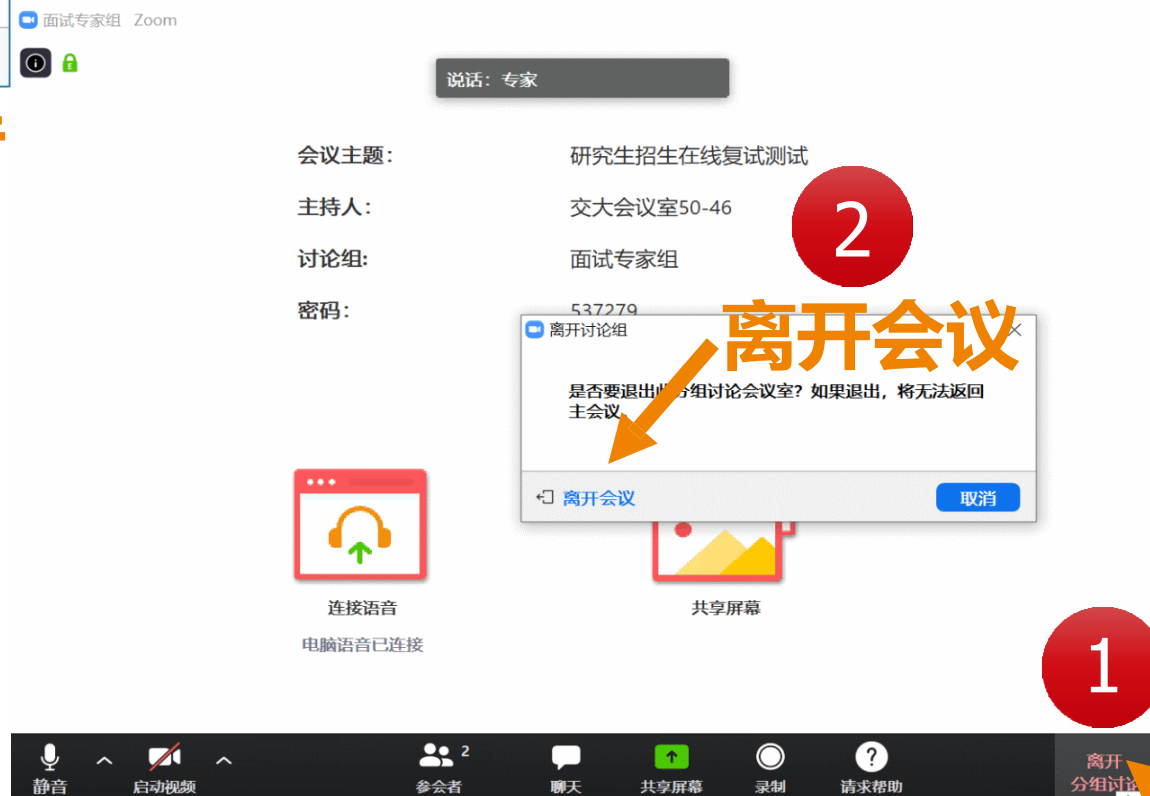 面试专家组 Zoom
说话：专家
会议主题： 研究生招生在线复试测试
主持人： 交大会议室50-46
讨论组: 面试专家组
密码： 537279
2
离开会议
离开讨论组
是否要退出此分组讨论会议室？如果退出，将无法返回
主会议
离开会议 取消
连接语音 共享屏幕
电脑语音已连接
1
2
静音 启动视频 参会者 聊天 共享屏幕 录制 请求帮助
离开
分组讨论